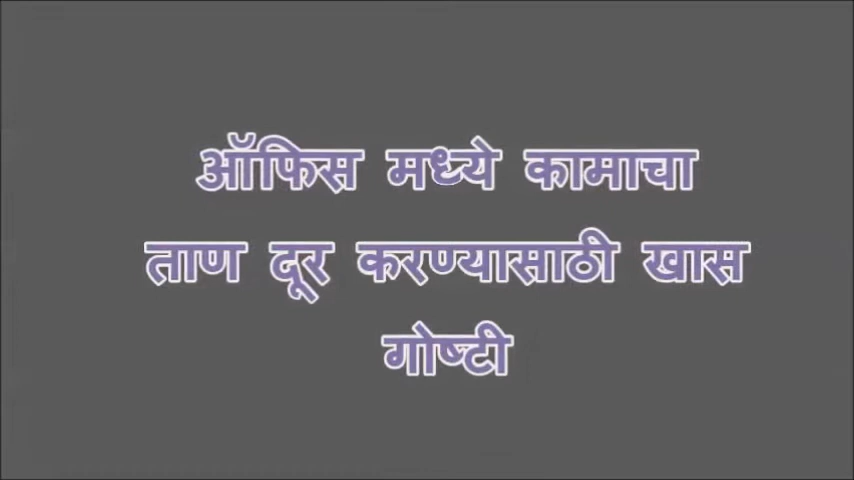 ऑफिस मध्ये कामाचा
ताण दूर करण्यासाठी खास
गोष्टी